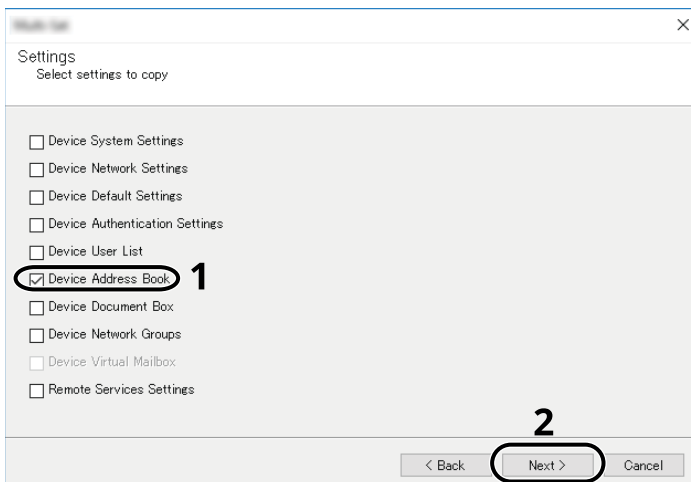 Settings
Select settings to copy
Device System Settings
Device Network Settings
Device Default Settings
Device Authentication Settings
Device User List
Device Address Book 1
Device Document Box
Device Network Groups
Device Virtual Mailbox
Remote Services Settings
2
< Back Next > Cancel